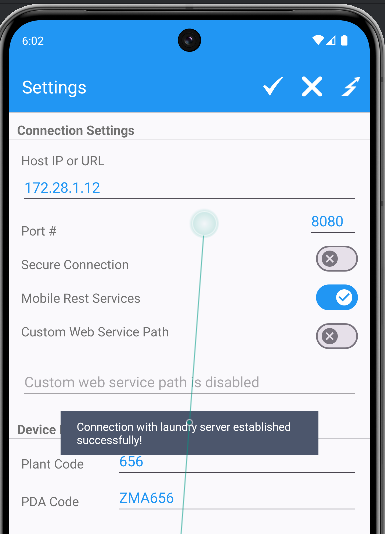 6:02
Settings
Connection Settings
Host IP or URL
172.28.1.12
Port #
8080
Secure Connection
Mobile Rest Services
Custom Web Service Path
Custom web service path is disabled
Device
Connection with laundry server established
successfully!
Plant Code
656
PDA Code
ZMA656